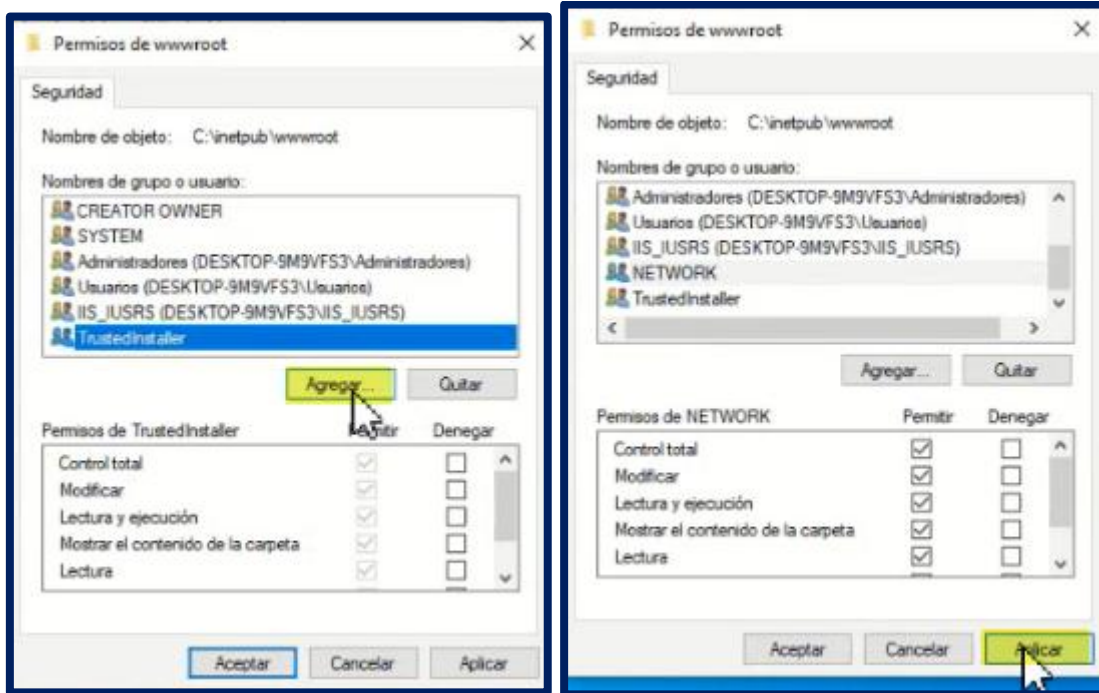 Permisos de wwwroot
Seguridad
Nombre de objeto: C:\inetpub\wwwroot
Nombres de grupo o usuario:
CREATOR OWNER
SYSTEM
Administradores (DESKTOP-9M9VFS3\Administradores)
Usuarios (DESKTOP-9M9VFS3\Usuarios)
IIS_IUSRS (DESKTOP-9M9VFS3\IIS_IUSRS)
TrustedInstaller
Agregar... Quitar
Permisos de TrustedInstaller Permitir Denegar
Control total
Modificar
Lectura y ejecución
Mostrar el contenido de la carpeta
Lectura
Aceptar Cancelar Aplicar
Permisos de wwwroot
Seguridad
Nombre de objeto: C:\inetpub\wwwroot
Nombres de grupo o usuario:
Administradores (DESKTOP-9M9VFS3\Administradores)
Usuarios (DESKTOP-9M9VFS3\Usuarios)
IIS_IUSRS (DESKTOP-9M9VFS3\IIS_IUSRS)
NETWORK
TrustedInstaller
Agregar... Quitar
Permisos de NETWORK Permitir Denegar
Control total
Modificar
Lectura y ejecución
Mostrar el contenido de la carpeta
Lectura
Aceptar Cancelar Aplicar